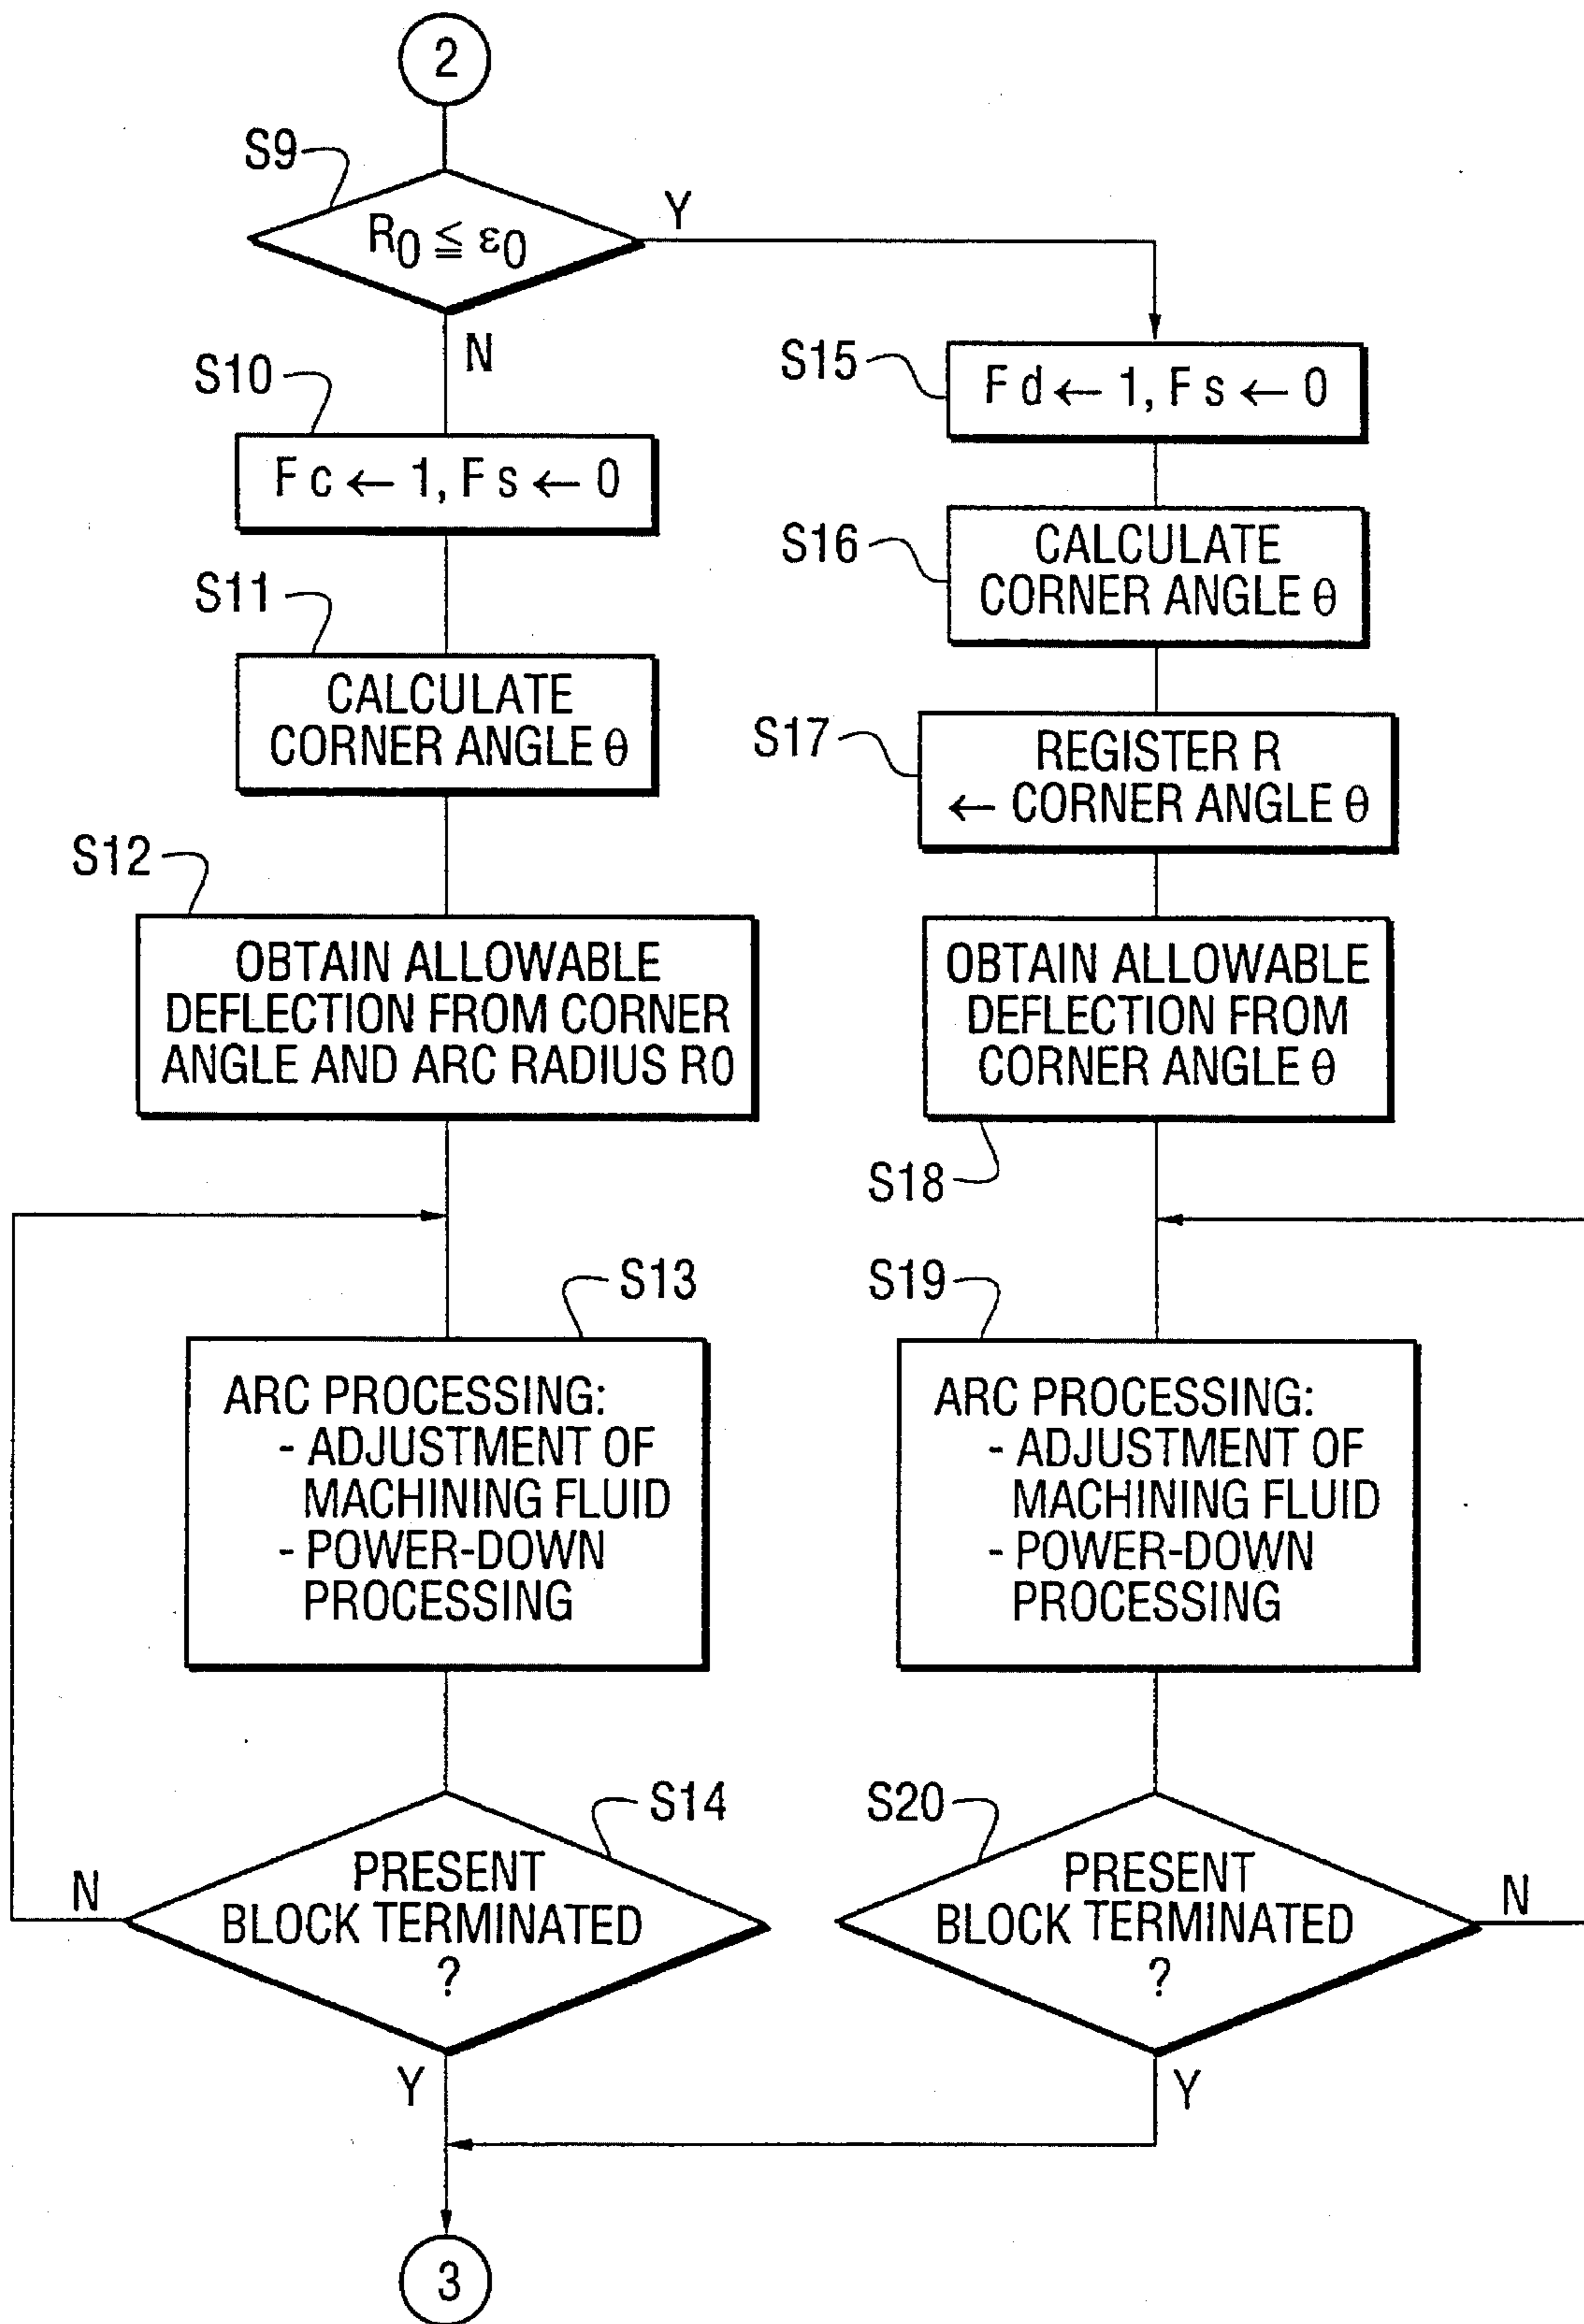 2
S9
R0 ≦ ε0
Y
N
S10
Fc ← 1, Fs ← 0
S11
CALCULATE
CORNER ANGLE θ
S12
OBTAIN ALLOWABLE
DEFLECTION FROM CORNER
ANGLE AND ARC RADIUS R0
S13
ARC PROCESSING:
- ADJUSTMENT OF
MACHINING FLUID
- POWER-DOWN
PROCESSING
S14
PRESENT
BLOCK TERMINATED
?
N
Y
S15
Fd ← 1, Fs ← 0
S16
CALCULATE
CORNER ANGLE θ
S17
REGISTER R
← CORNER ANGLE θ
OBTAIN ALLOWABLE
DEFLECTION FROM
CORNER ANGLE θ
S18
S19
ARC PROCESSING:
- ADJUSTMENT OF
MACHINING FLUID
- POWER-DOWN
PROCESSING
S20
PRESENT
BLOCK TERMINATED
?
N
Y
3